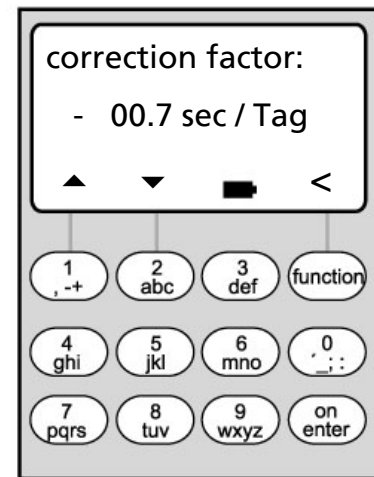 correction factor:
- 00.7 sec / Tag
<
1 2 3 function
, -+ abc def
4 5 6 0
ghi jkl mno ´_; :
7 8 9 on
pqrs tuv wxyz enter